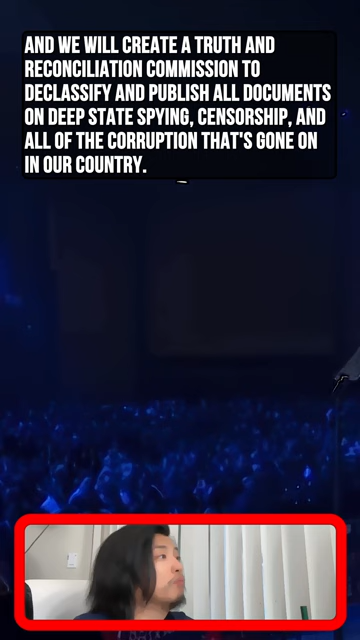 AND WE WILL CREATE A TRUTH AND
RECONCILIATION COMMISSION TO
DECLASSIFY AND PUBLISH ALL DOCUMENTS
ON DEEP STATE SPYING, CENSORSHIP, AND
ALL OF THE CORRUPTION THAT'S GONE ON
IN OUR COUNTRY.